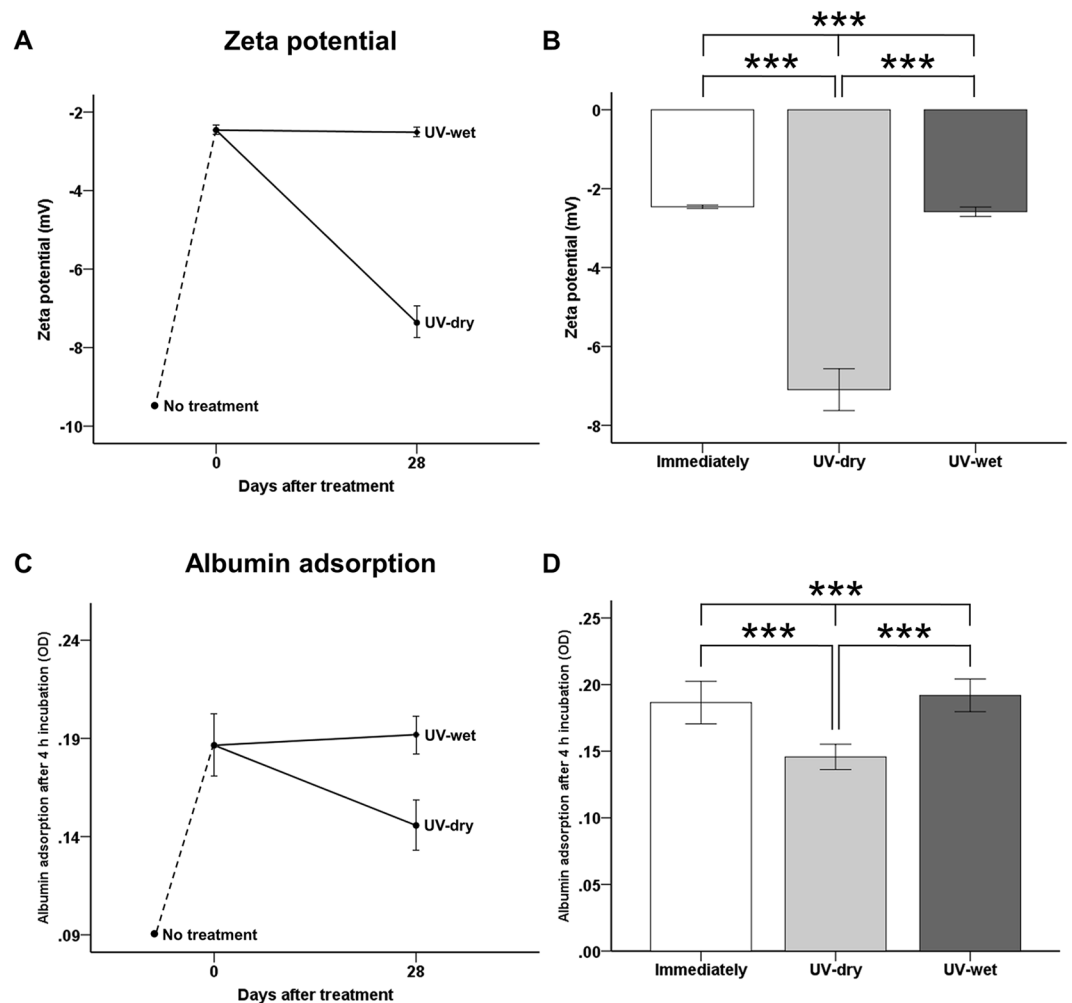 A
Zeta potential
Zeta potential (mV)
-2
-4
-6
-8
-10
UV-wet
UV-dry
No treatment
0 28
Days after treatment
B
***
*** ***
Zeta potential (mV)
0
-2
-4
-6
-8
Immediately UV-dry UV-wet
C
Albumin adsorption
Albumin adsorption after 4 h incubation (OD)
.24
.19
.14
.09
UV-wet
UV-dry
No treatment
0 28
Days after treatment
D
***
*** ***
Albumin adsorption after 4 h incubation (OD)
.25
.20
.15
.10
.05
.00
Immediately UV-dry UV-wet